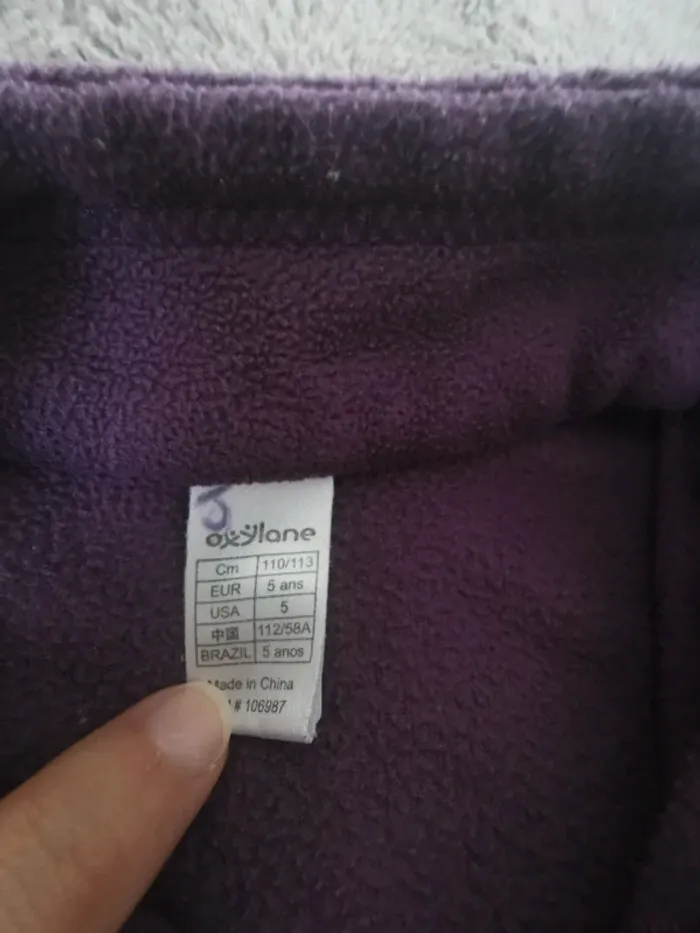 J
oxylane
Cm 110/113
EUR 5 ans
USA 5
中国 112/58A
BRAZIL 5 anos
Made in China
# 106987